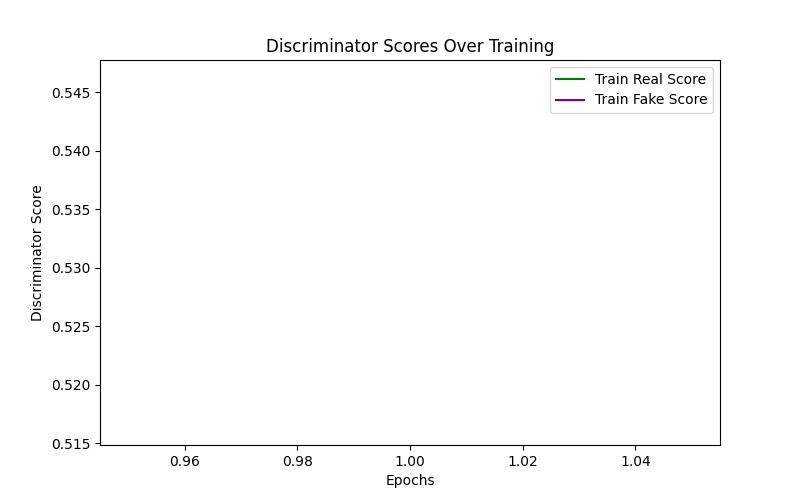 Discriminator Scores Over Training
Train Real Score
Train Fake Score
Discriminator Score
0.545
0.540
0.535
0.530
0.525
0.520
0.515
0.96 0.98 1.00 1.02 1.04
Epochs